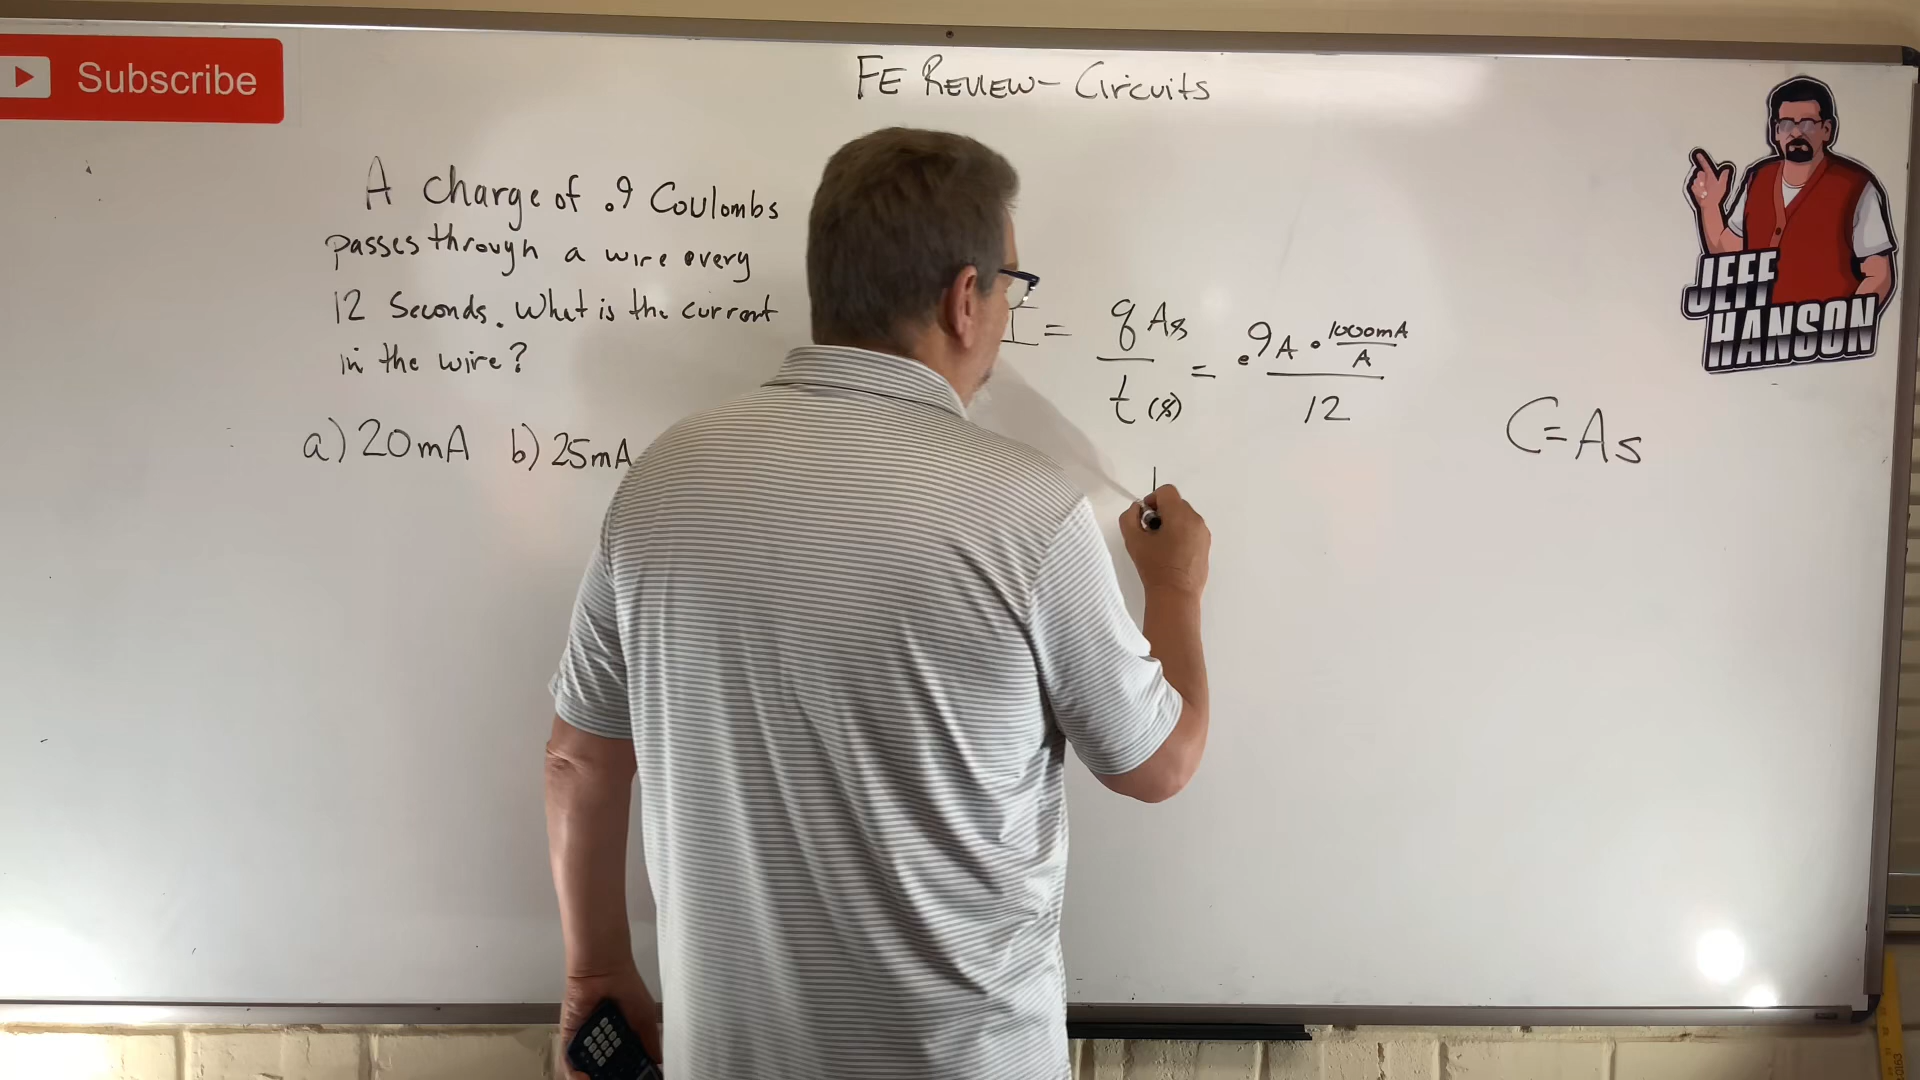 Subscribe
FE REVIEW- Circuits
A Charge of .9 Coulombs
passes through a wire every
12 Seconds. What is the current
in the wire?
a) 20mA b) 25mA
I = q As / t (s) = .9A • 1000mA / A / 12
C=As
JEFF
HANSON